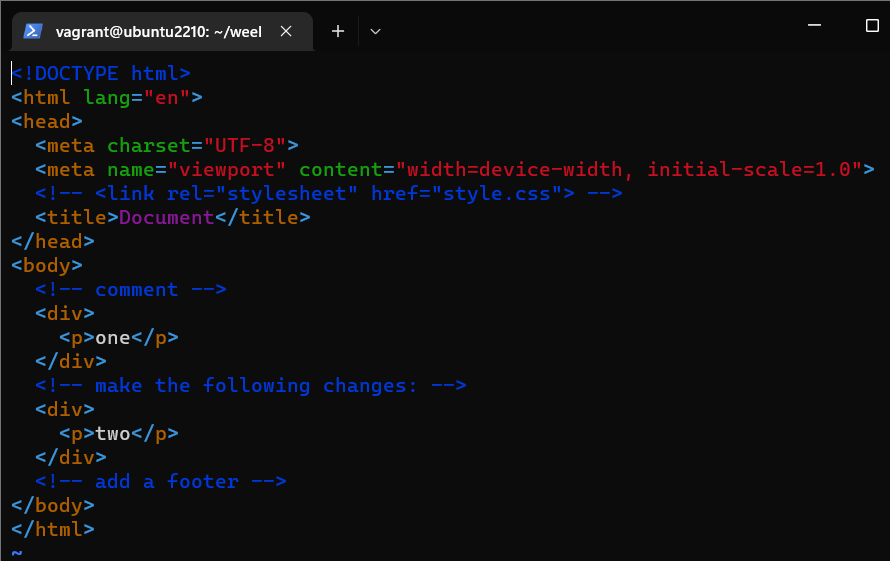 vagrant@ubuntu2210: ~/weel
<!DOCTYPE html>
<html lang="en">
<head>
  <meta charset="UTF-8">
  <meta name="viewport" content="width=device-width, initial-scale=1.0">
  <!-- <link rel="stylesheet" href="style.css"> -->
  <title>Document</title>
</head>
<body>
  <!-- comment -->
  <div>
    <p>one</p>
  </div>
  <!-- make the following changes: -->
  <div>
    <p>two</p>
  </div>
  <!-- add a footer -->
</body>
</html>
~